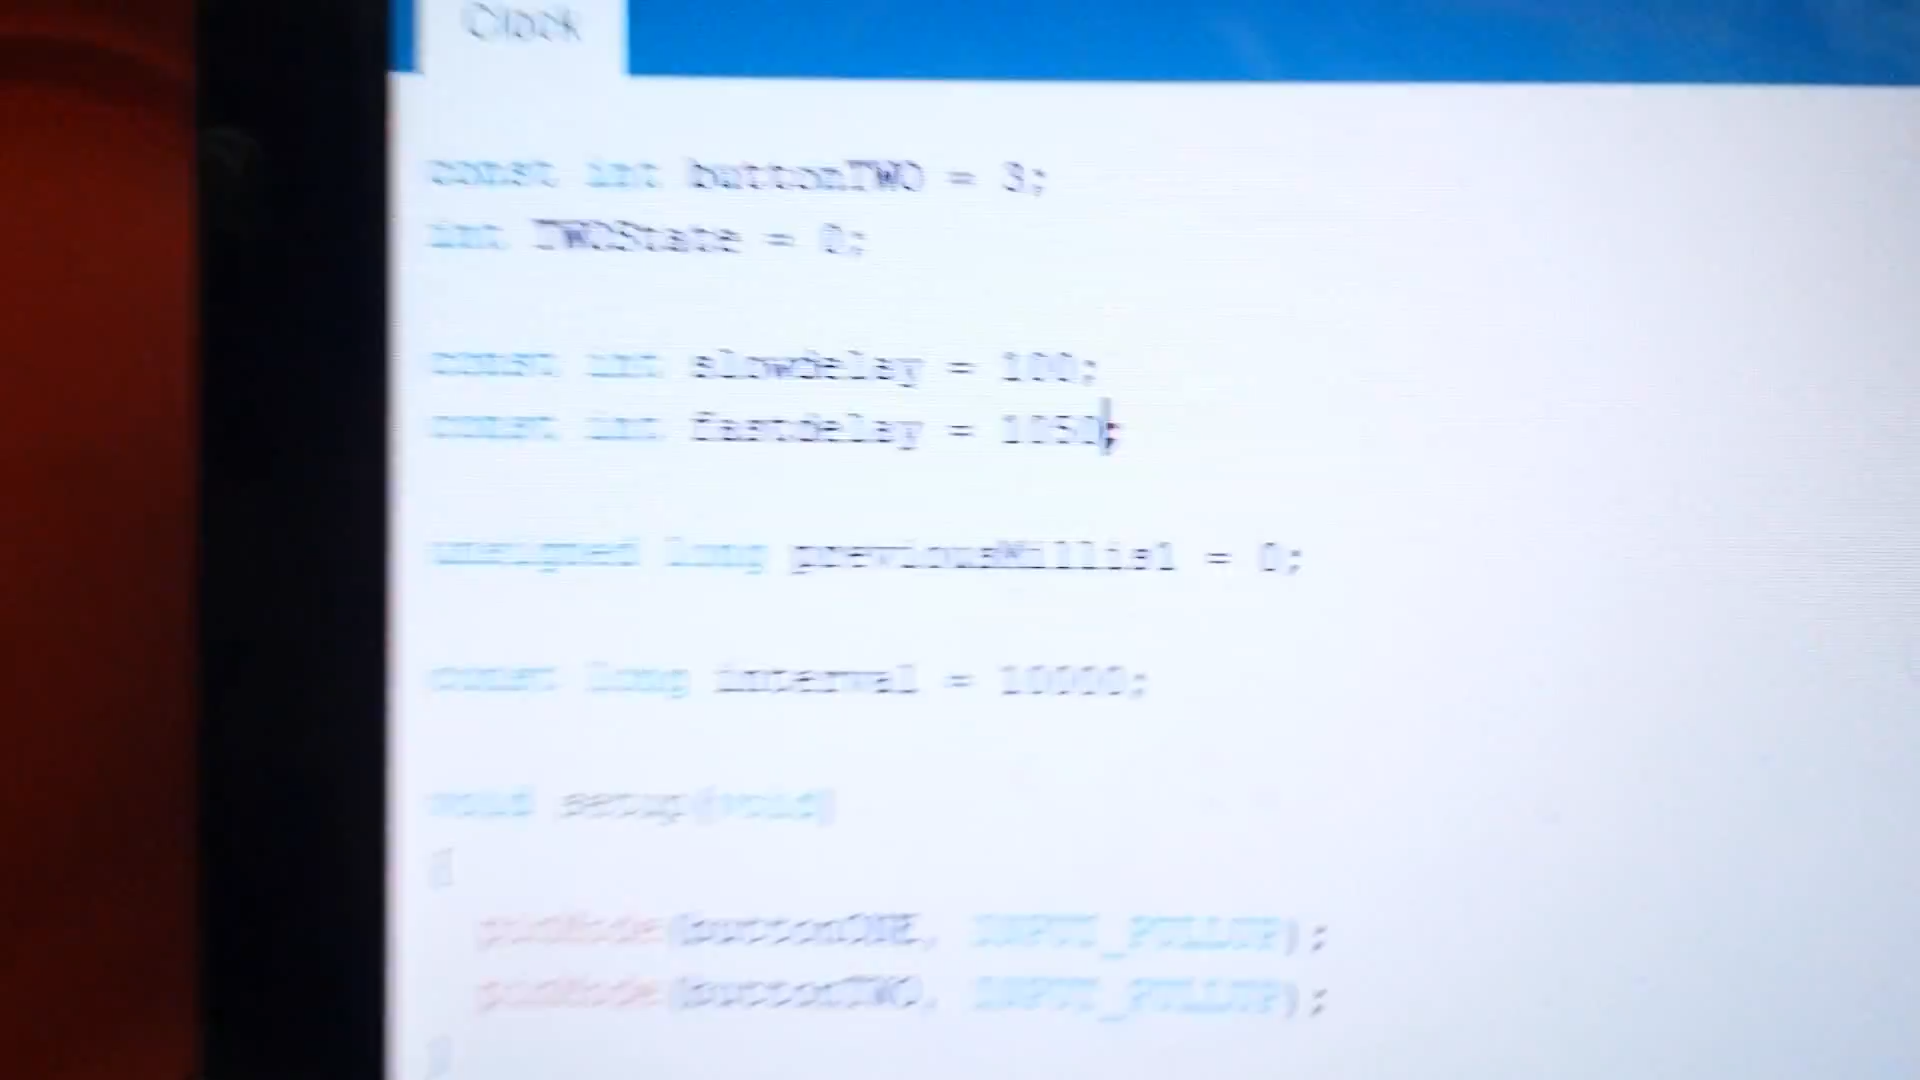 Clock
const int buttonTWO = 3;
int TWOState = 0;
const int slowdelay = 100;
const int fastdelay = 1050;
unsigned long previousMillis1 = 0;
const long interval = 10000;
void setup(void)
{
pinMode(buttonONE, INPUT_PULLUP);
pinMode(buttonTWO, INPUT_PULLUP);